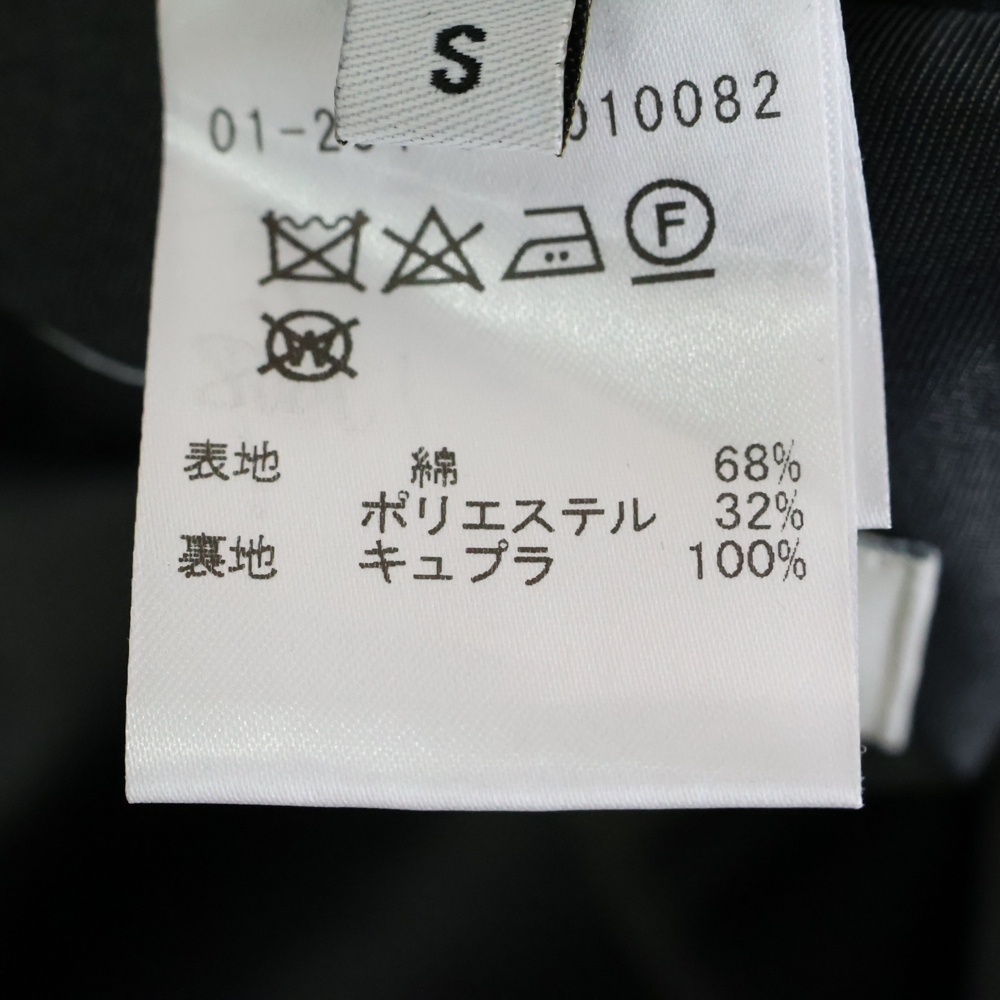 S
01-2 010082
F
W
表地 綿 68%
ポリエステル 32%
裏地 キュプラ 100%